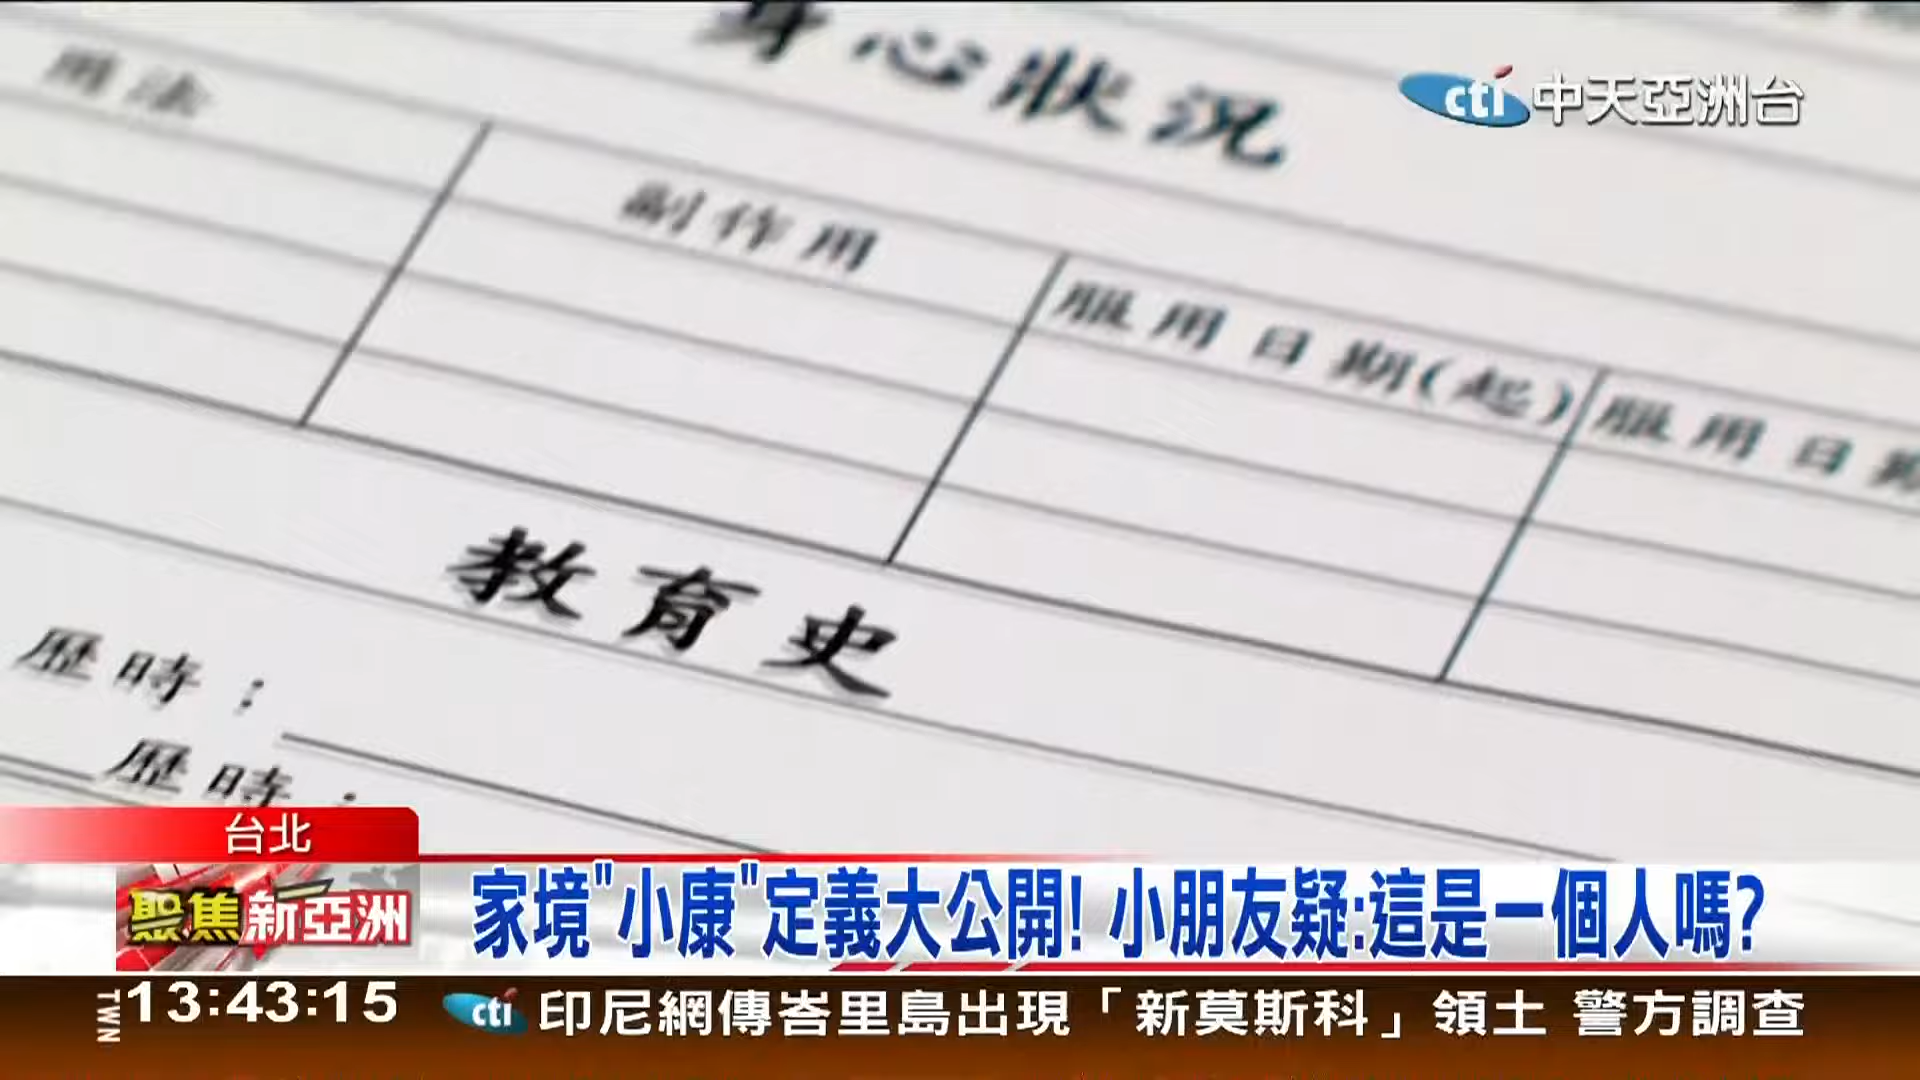 身心狀況
cti 中天亞洲台
用法
副作用
服用日期(起)
服用日期
教育史
歷時：
歷時：
台北
聚焦新亞洲
家境"小康"定義大公開! 小朋友疑:這是一個人嗎?
TWN 13:43:15
cti 印尼網傳峇里島出現「新莫斯科」領土 警方調查